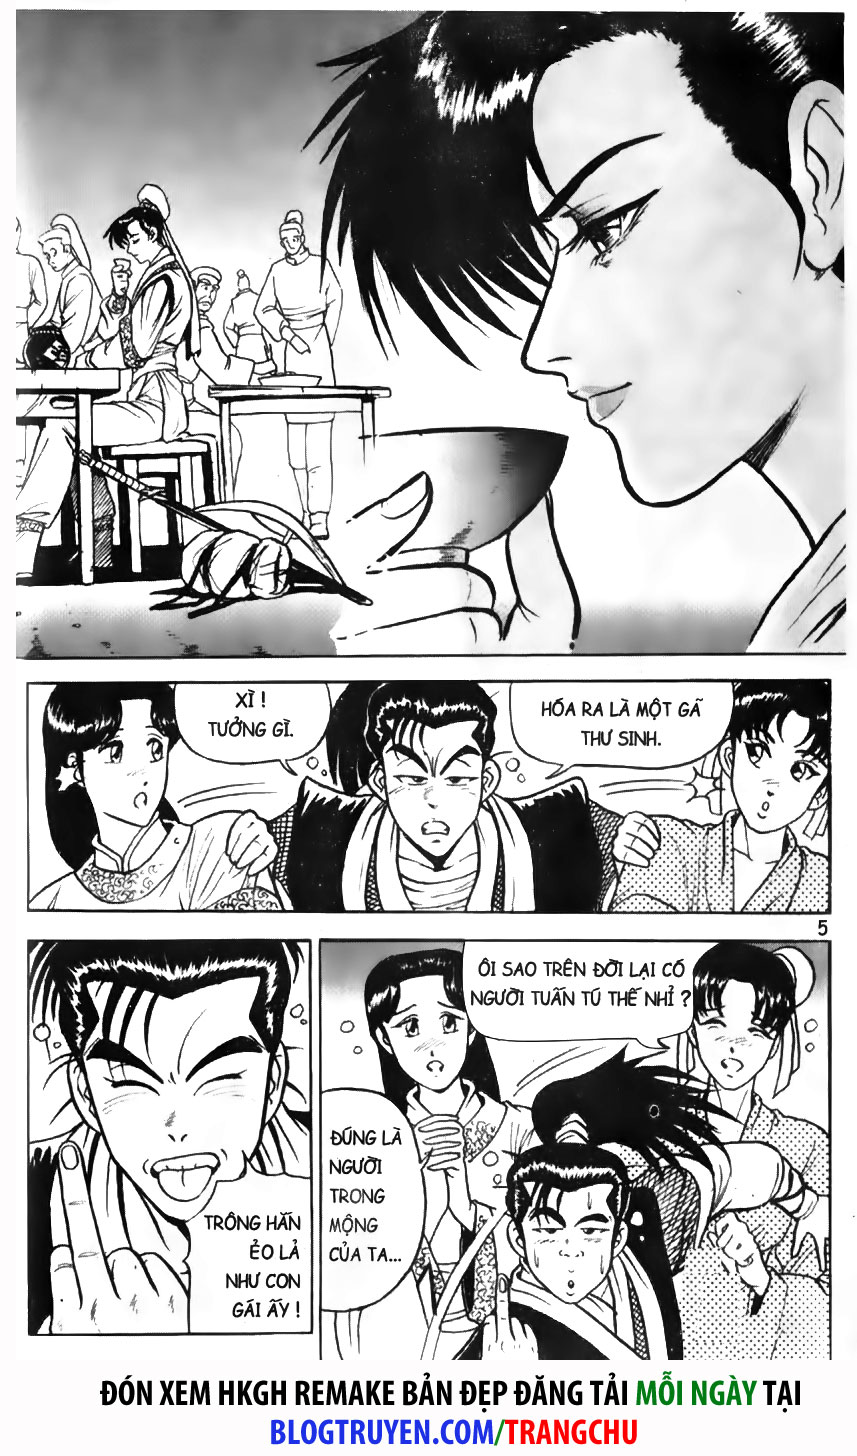 XÌ !
TƯỞNG GÌ.
HÓA RA LÀ MỘT GÃ
THƯ SINH.
5
TRÔNG HẮN
ẺO LẢ
NHƯ CON
GÁI ẤY !
ÔI SAO TRÊN ĐỜI LẠI CÓ
NGƯỜI TUẤN TÚ THẾ NHỈ ?
ĐÚNG LÀ
NGƯỜI
TRONG
MỘNG
CỦA TA...
ĐÓN XEM HKGH REMAKE BẢN ĐẸP ĐĂNG TẢI MỖI NGÀY TẠI
BLOGTRUYEN.COM/TRANGCHU